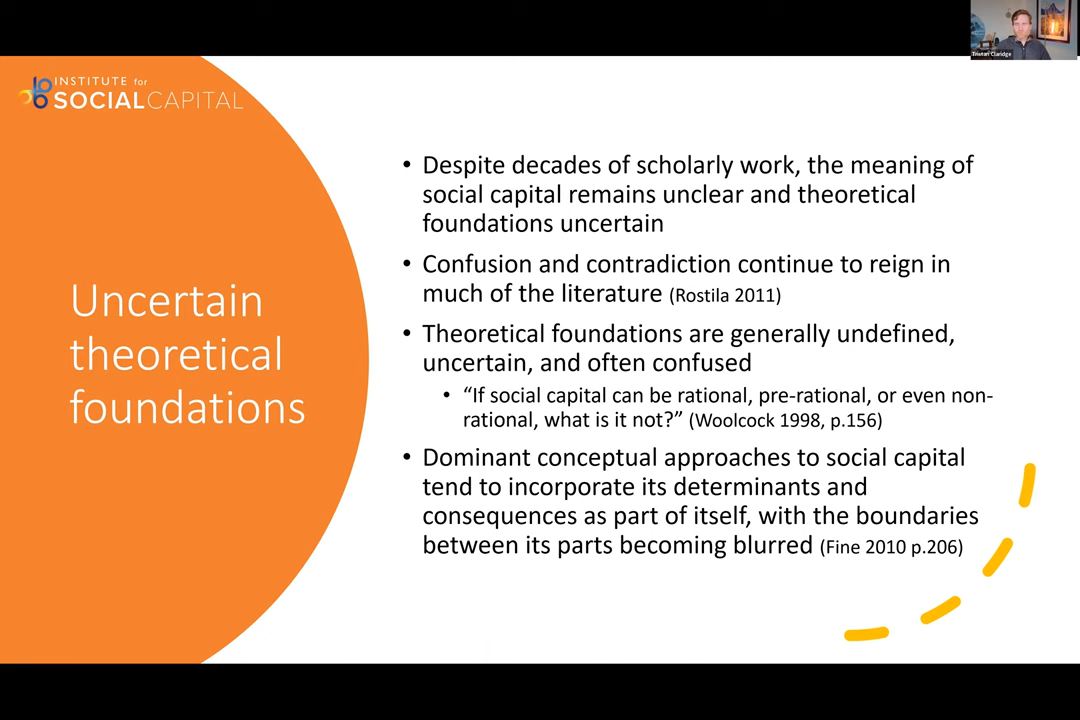 Tristan Claridge
INSTITUTE for
SOCIALCAPITAL
Uncertain
theoretical
foundations
• Despite decades of scholarly work, the meaning of
social capital remains unclear and theoretical
foundations uncertain
• Confusion and contradiction continue to reign in
much of the literature (Rostila 2011)
• Theoretical foundations are generally undefined,
uncertain, and often confused
• “If social capital can be rational, pre-rational, or even non-
rational, what is it not?” (Woolcock 1998, p.156)
• Dominant conceptual approaches to social capital
tend to incorporate its determinants and
consequences as part of itself, with the boundaries
between its parts becoming blurred (Fine 2010 p.206)